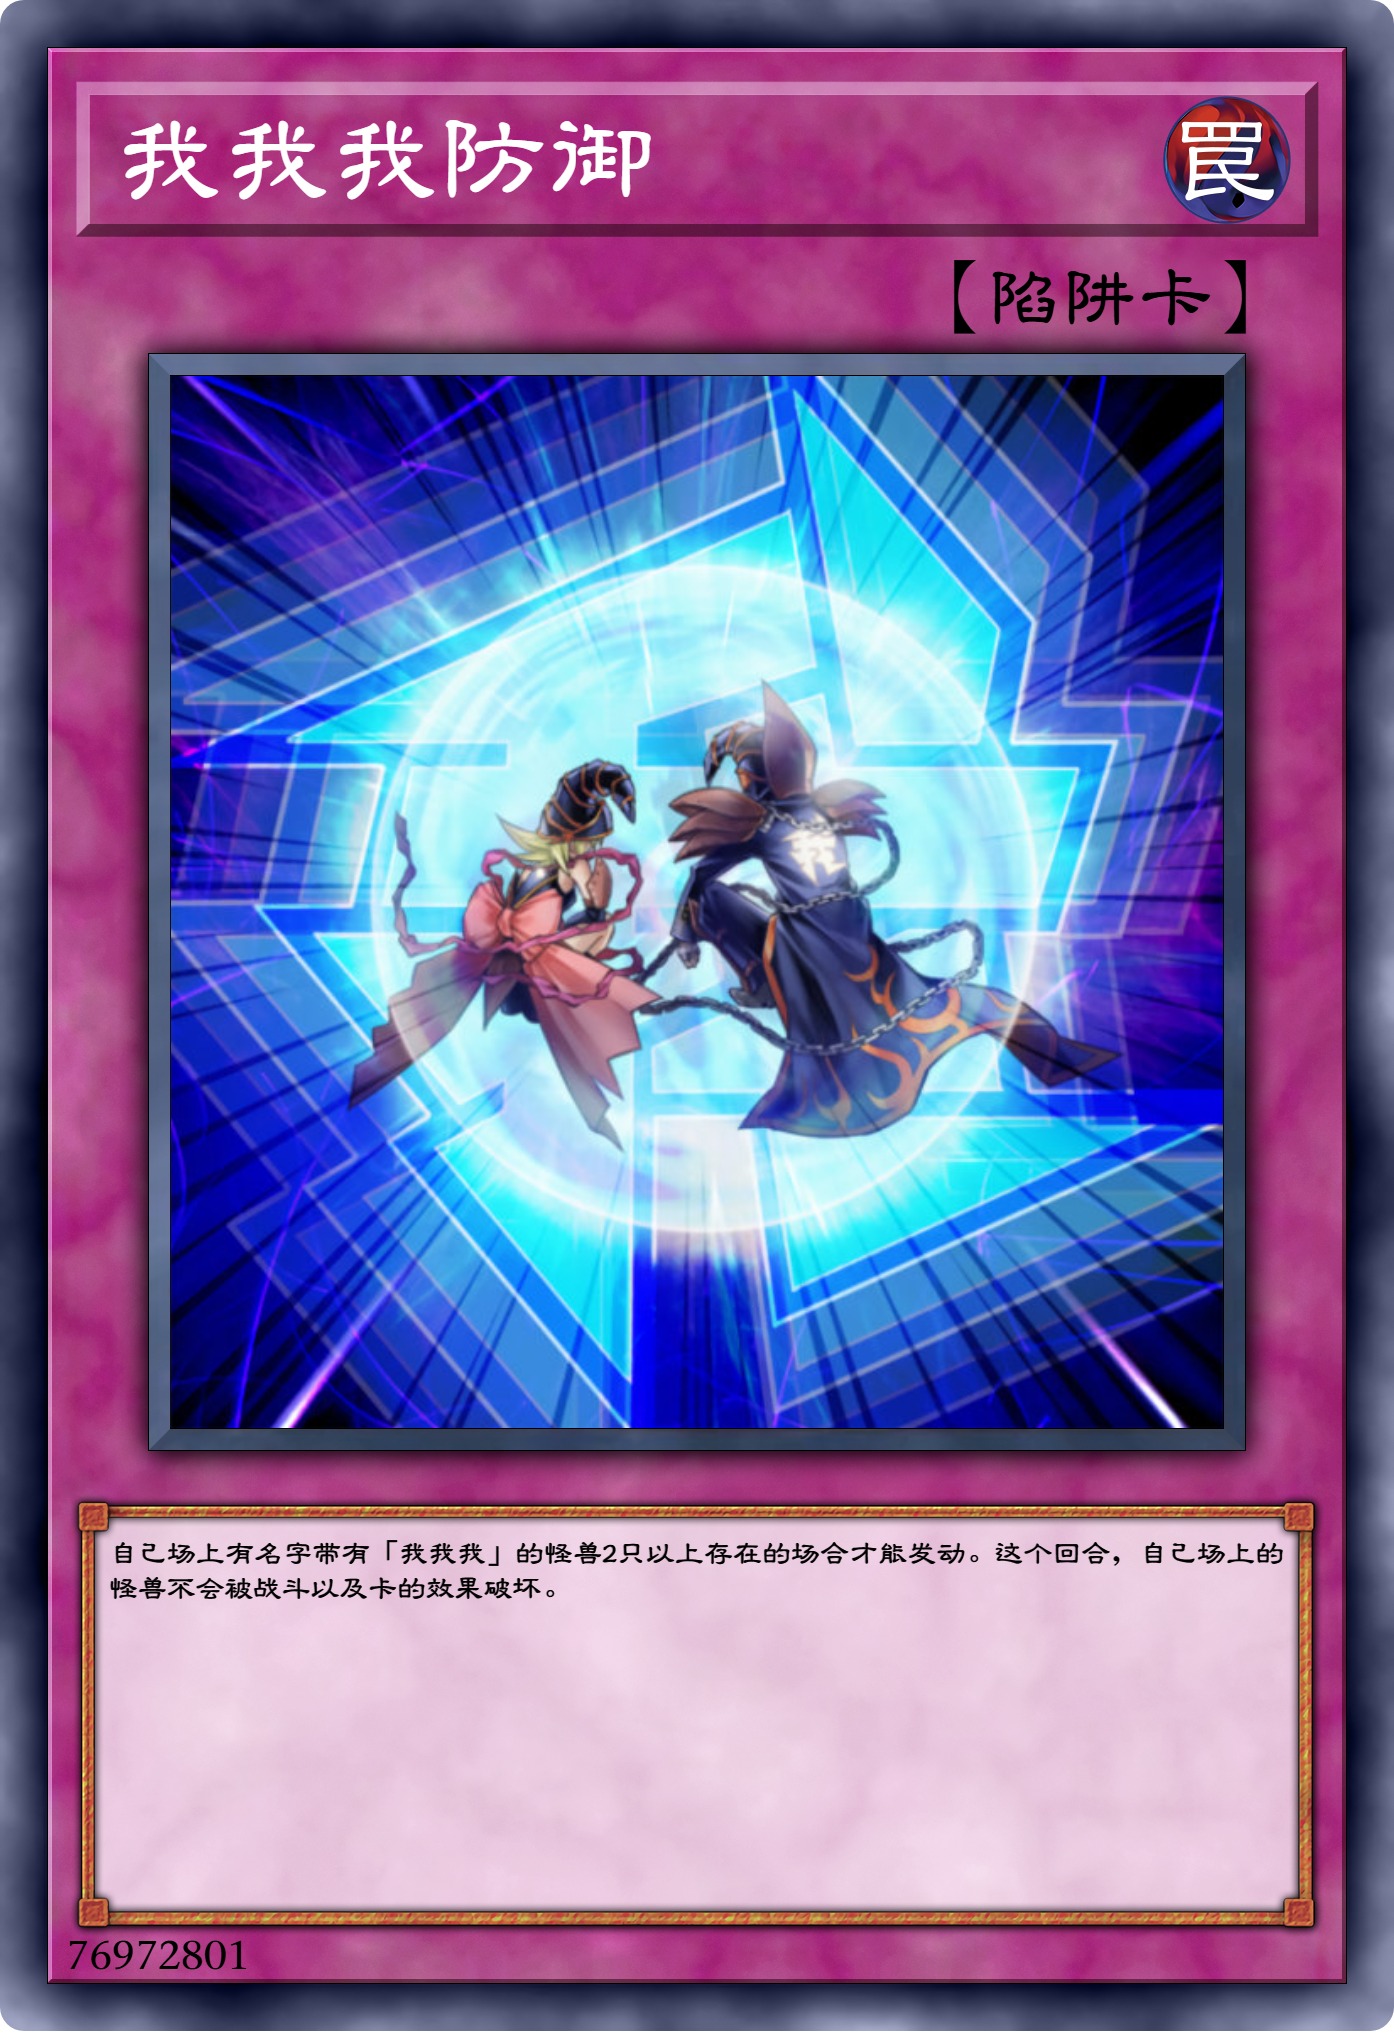 我我我防御
罠
【陷阱卡】
我
自己场上有名字带有「我我我」的怪兽2只以上存在的场合才能发动。这个回合，自己场上的
怪兽不会被战斗以及卡的效果破坏。
76972801